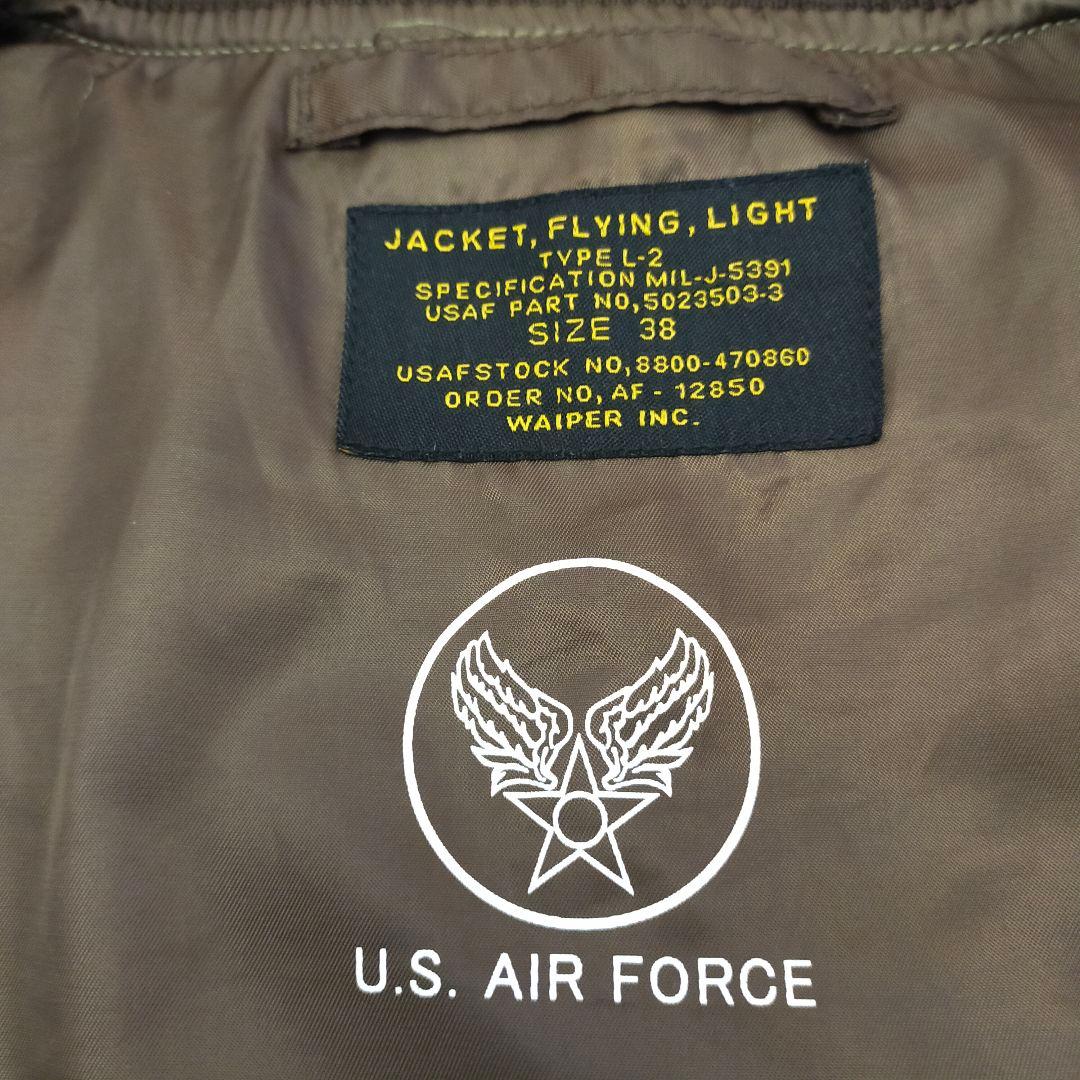 JACKET, FLYING, LIGHT
TYPE L-2
SPECIFICATION MIL-J-5391
USAF PART NO,5023503-3
SIZE 38
USAFSTOCK NO,8800-470860
ORDER NO, AF - 12850
WAIPER INC.
U.S. AIR FORCE